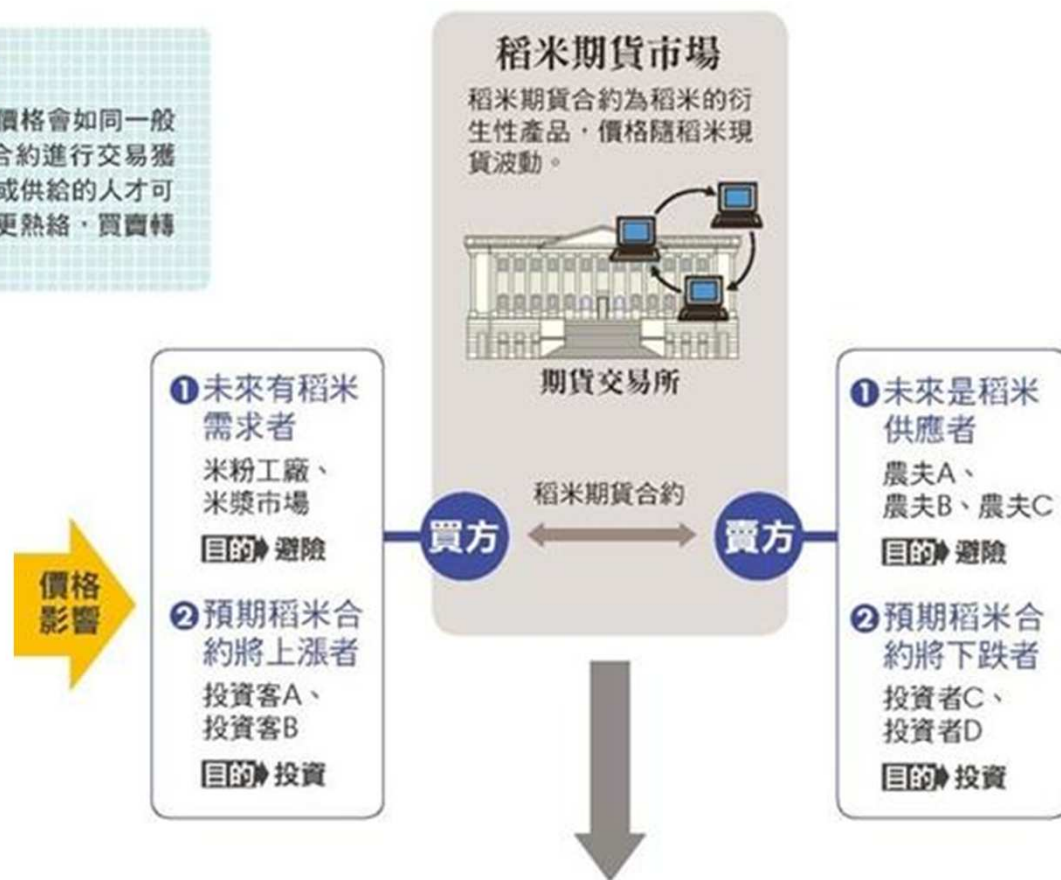 價格會如同一般
合約進行交易獲
或供給的人才可
更熱絡，買賣轉
稻米期貨市場
稻米期貨合約為稻米的衍
生性產品，價格隨稻米現
貨波動。
期貨交易所
稻米期貨合約
買方
賣方
價格
影響
❶未來有稻米
需求者
米粉工廠、
米漿市場
目的 避險
❷預期稻米合
約將上漲者
投資客A、
投資客B
目的 投資
❶未來是稻米
供應者
農夫A、
農夫B、農夫C
目的 避險
❷預期稻米合
約將下跌者
投資者C、
投資者D
目的 投資